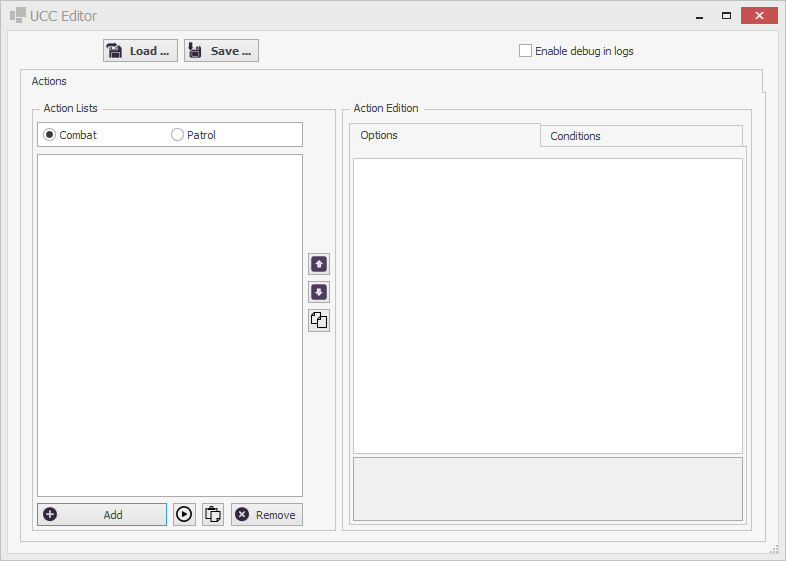 UCC Editor
Load ...
Save ...
Enable debug in logs
Actions
Action Lists
Action Edition
Combat
Patrol
Options
Conditions
Add
Remove